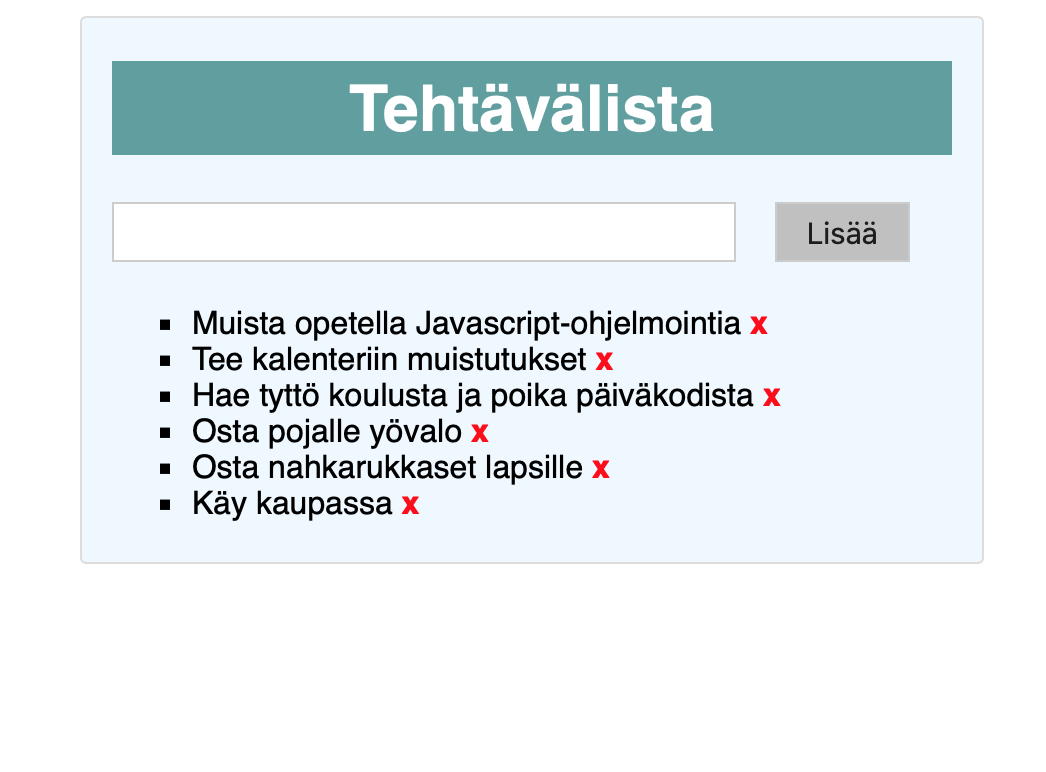 Tehtävälista
Lisää
Muista opetella Javascript-ohjelmointia x
Tee kalenteriin muistutukset x
Hae tyttö koulusta ja poika päiväkodista x
Osta pojalle yövalo x
Osta nahkarukkaset lapsille x
Käy kaupassa x